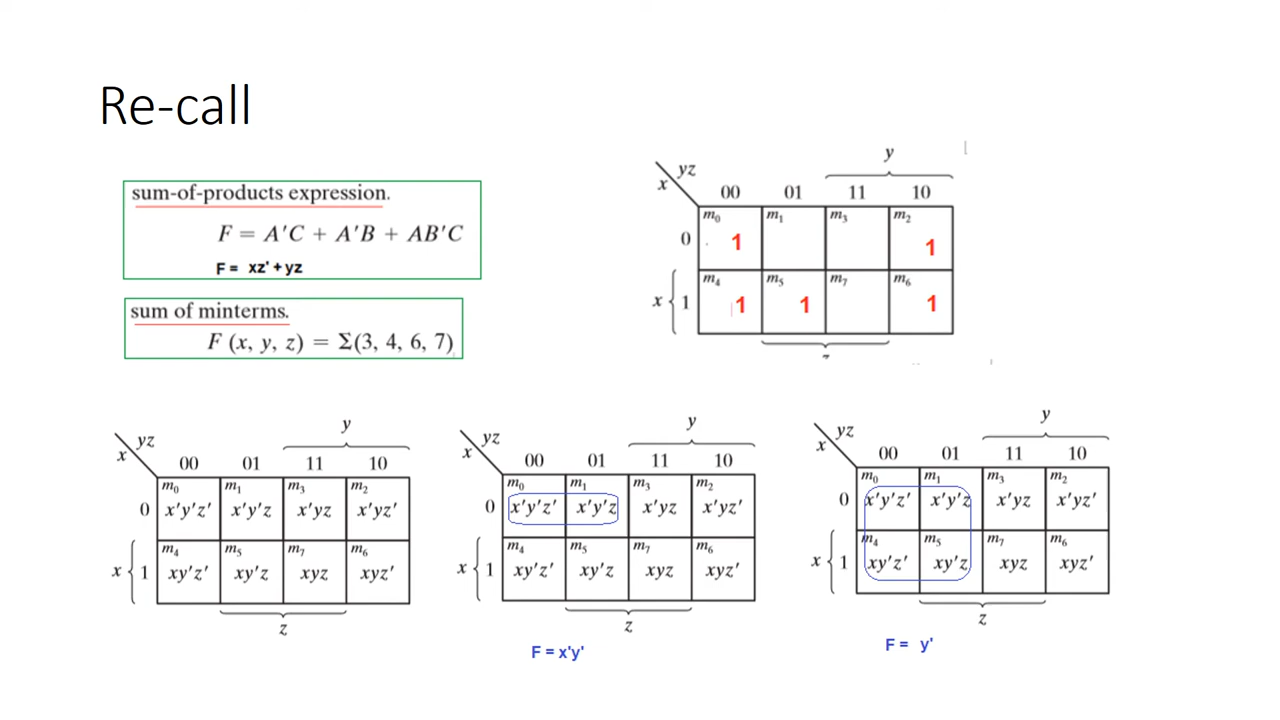 Re-call
sum-of-products expression.
F = A′C + A′B + AB′C
F = xz' + yz
sum of minterms.
F (x, y, z) = Σ(3, 4, 6, 7)
y
yz
x
00 01 11 10
m0 m1 m3 m2
0 1 1
m4 m5 m7 m6
x 1 1 1 1
y
yz
x
00 01 11 10
m0 m1 m3 m2
0 x′y′z′ x′y′z x′yz x′yz′
m4 m5 m7 m6
x 1 xy′z′ xy′z xyz xyz′
z
y
yz
x
00 01 11 10
m0 m1 m3 m2
0 x′y′z′ x′y′z x′yz x′yz′
m4 m5 m7 m6
x 1 xy′z′ xy′z xyz xyz′
z
F = x'y'
y
yz
x
00 01 11 10
m0 m1 m3 m2
0 x′y′z′ x′y′z x′yz x′yz′
m4 m5 m7 m6
x 1 xy′z′ xy′z xyz xyz′
z
F = y'